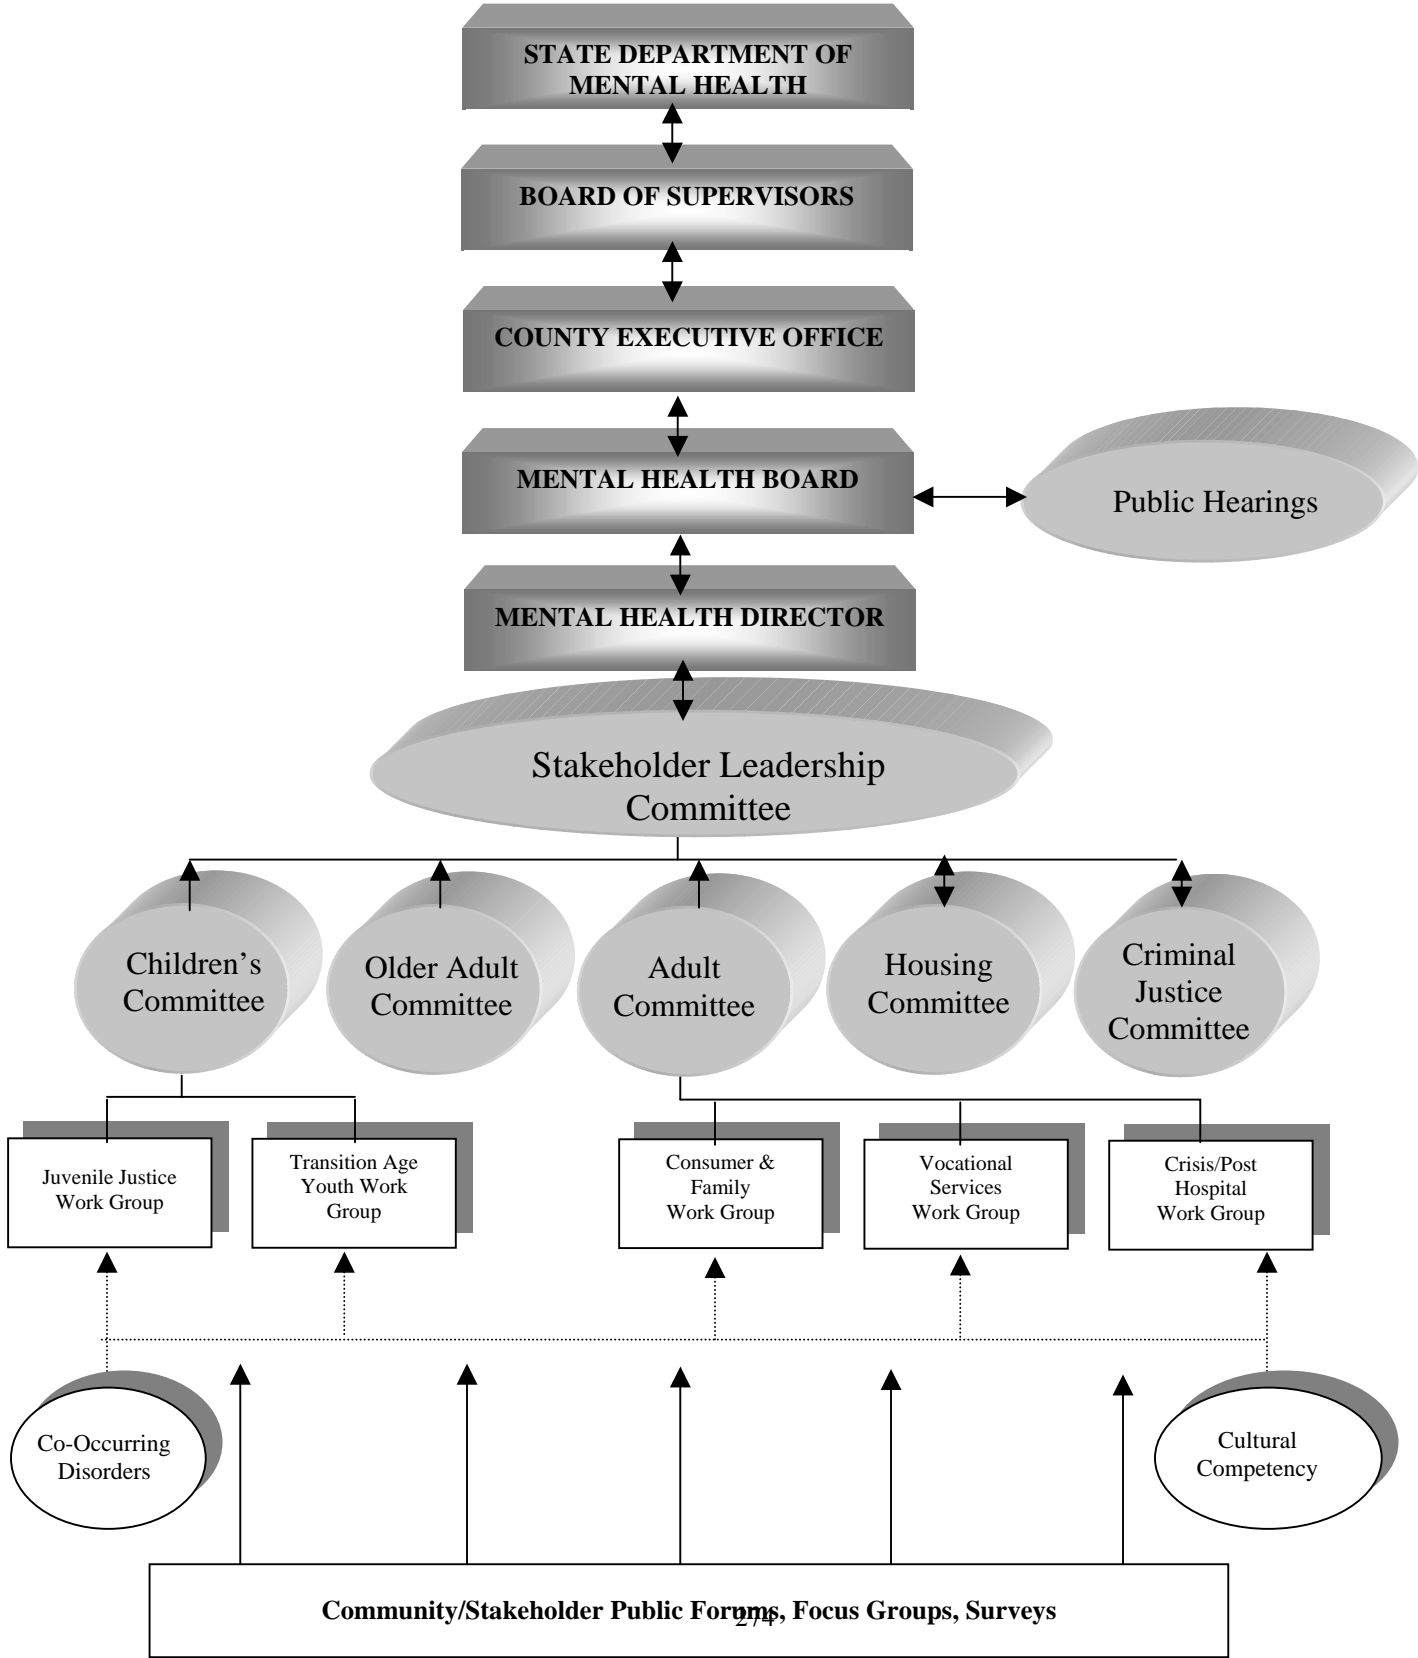 STATE DEPARTMENT OF
MENTAL HEALTH
BOARD OF SUPERVISORS
COUNTY EXECUTIVE OFFICE
MENTAL HEALTH BOARD
Public Hearings
MENTAL HEALTH DIRECTOR
Stakeholder Leadership
Committee
Children’s
Committee
Older Adult
Committee
Adult
Committee
Housing
Committee
Criminal
Justice
Committee
Juvenile Justice
Work Group
Transition Age
Youth Work
Group
Consumer &
Family
Work Group
Vocational
Services
Work Group
Crisis/Post
Hospital
Work Group
Co-Occurring
Disorders
Cultural
Competency
Community/Stakeholder Public Forums, Focus Groups, Surveys
274